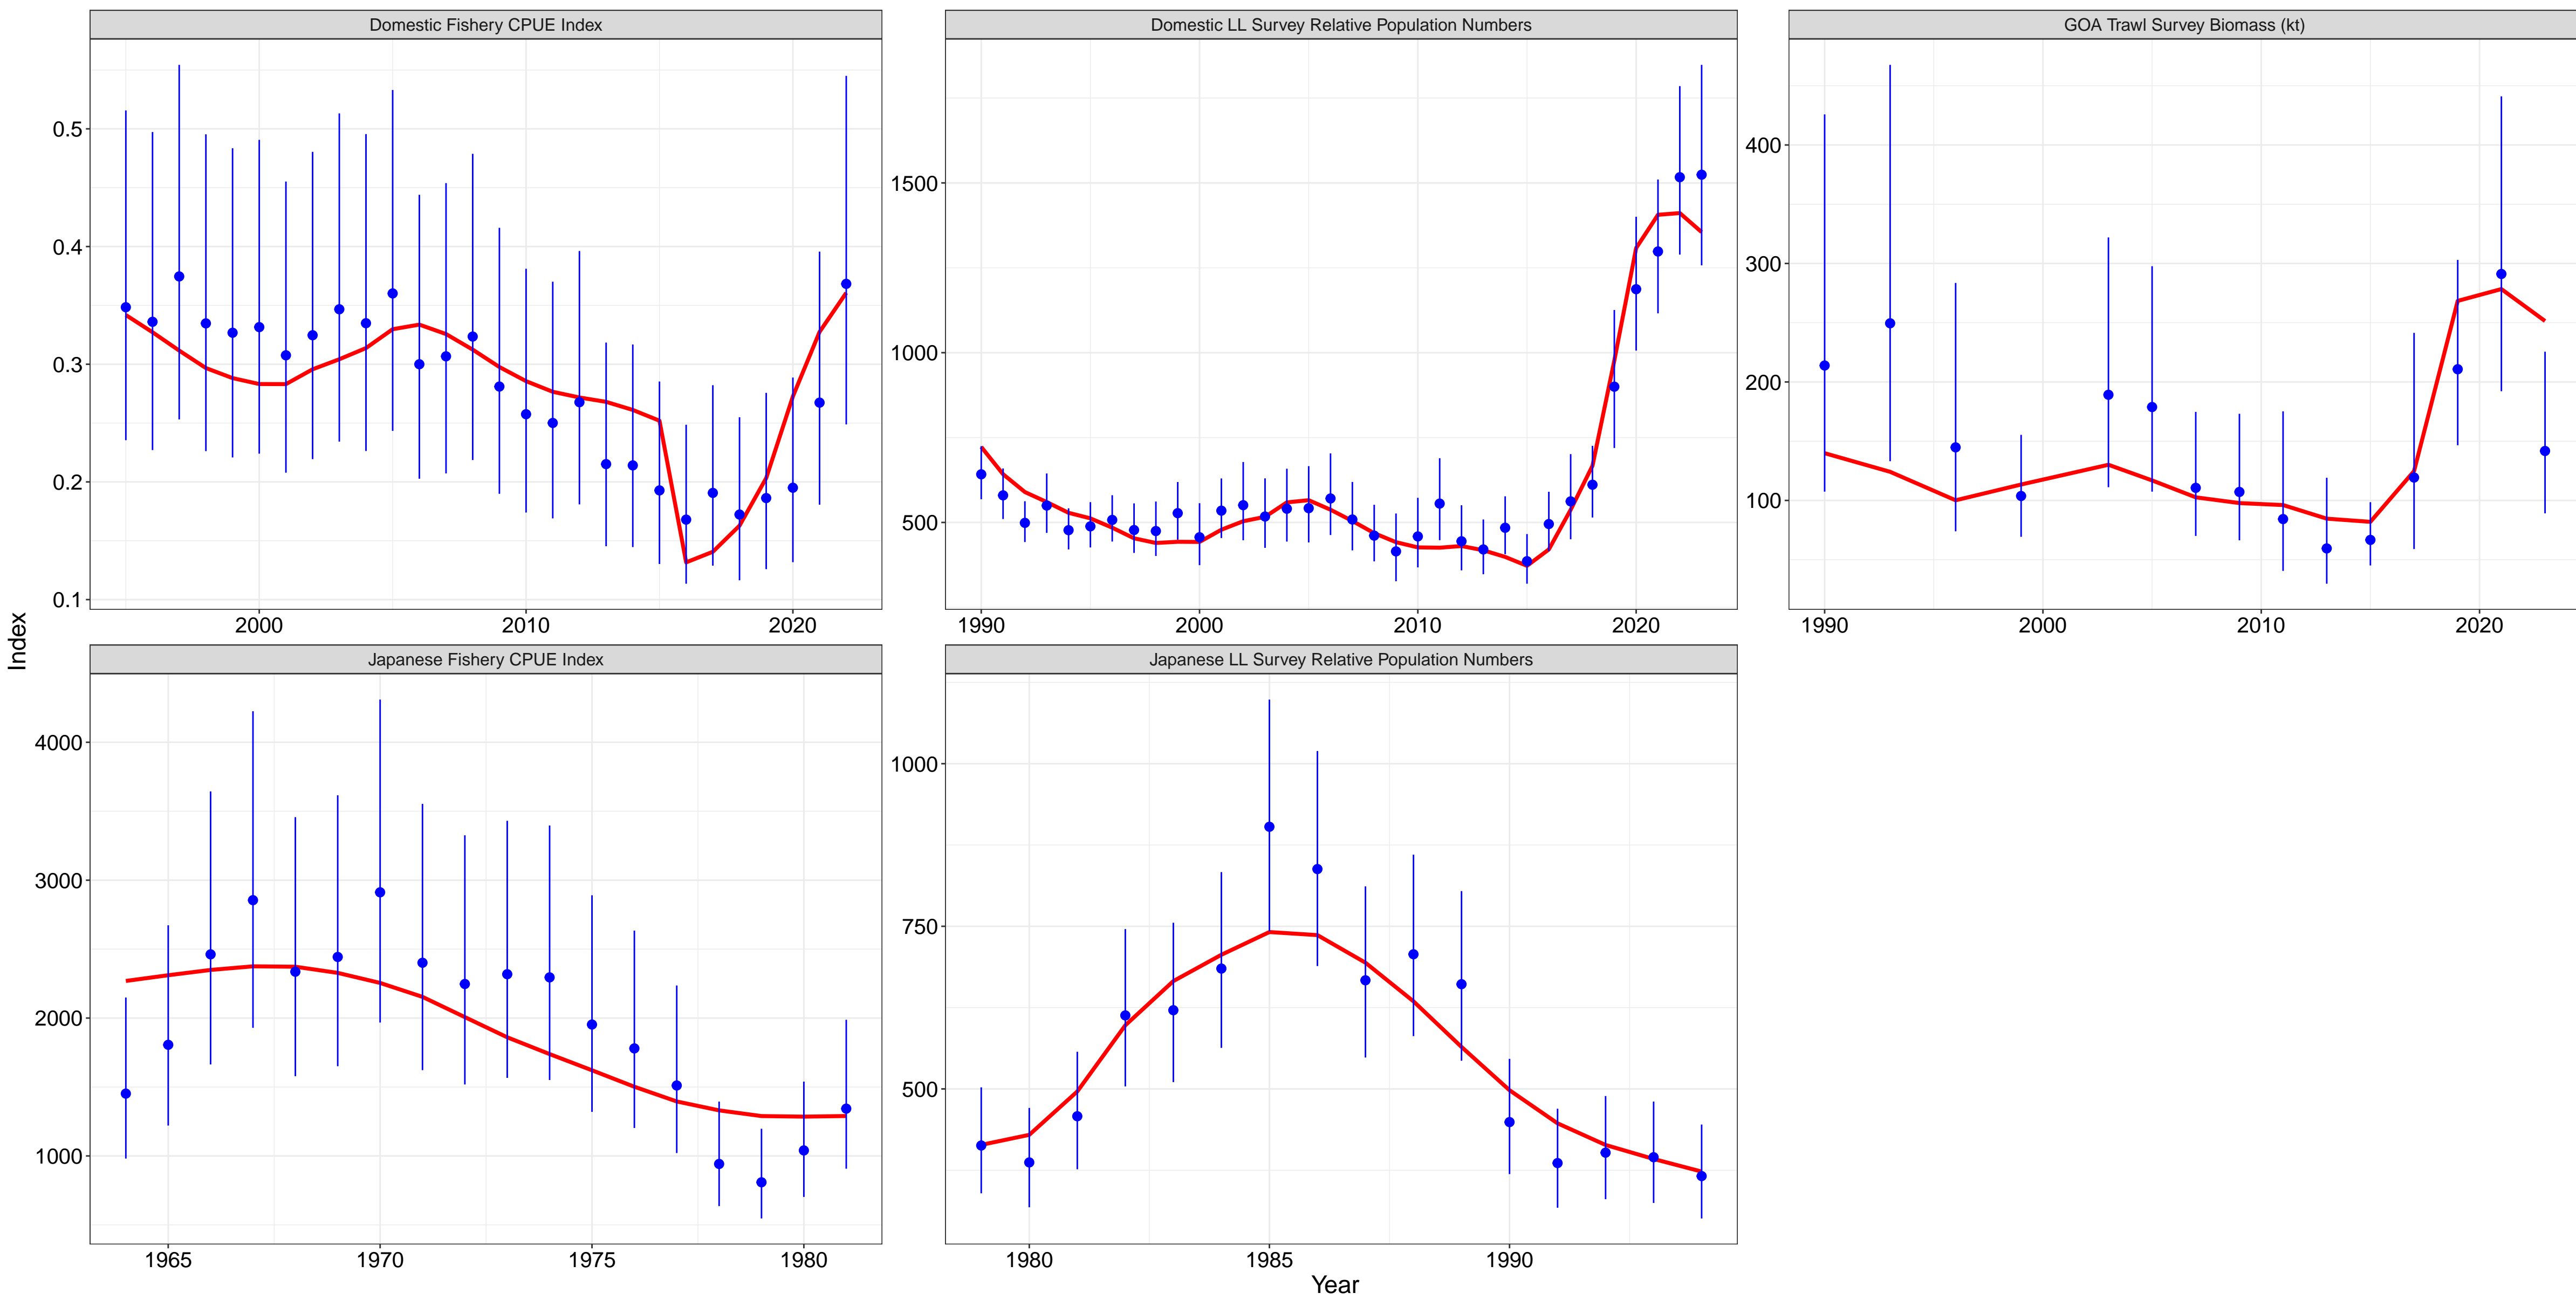 Domestic Fishery CPUE Index
Domestic LL Survey Relative Population Numbers
GOA Trawl Survey Biomass (kt)
0.5
0.4
0.3
0.2
0.1
1500
1000
500
400
300
200
100
2000 2010 2020
1990 2000 2010 2020
1990 2000 2010 2020
Index
Japanese Fishery CPUE Index
Japanese LL Survey Relative Population Numbers
4000
3000
2000
1000
1000
750
500
1965 1970 1975 1980
1980 1985 1990
Year